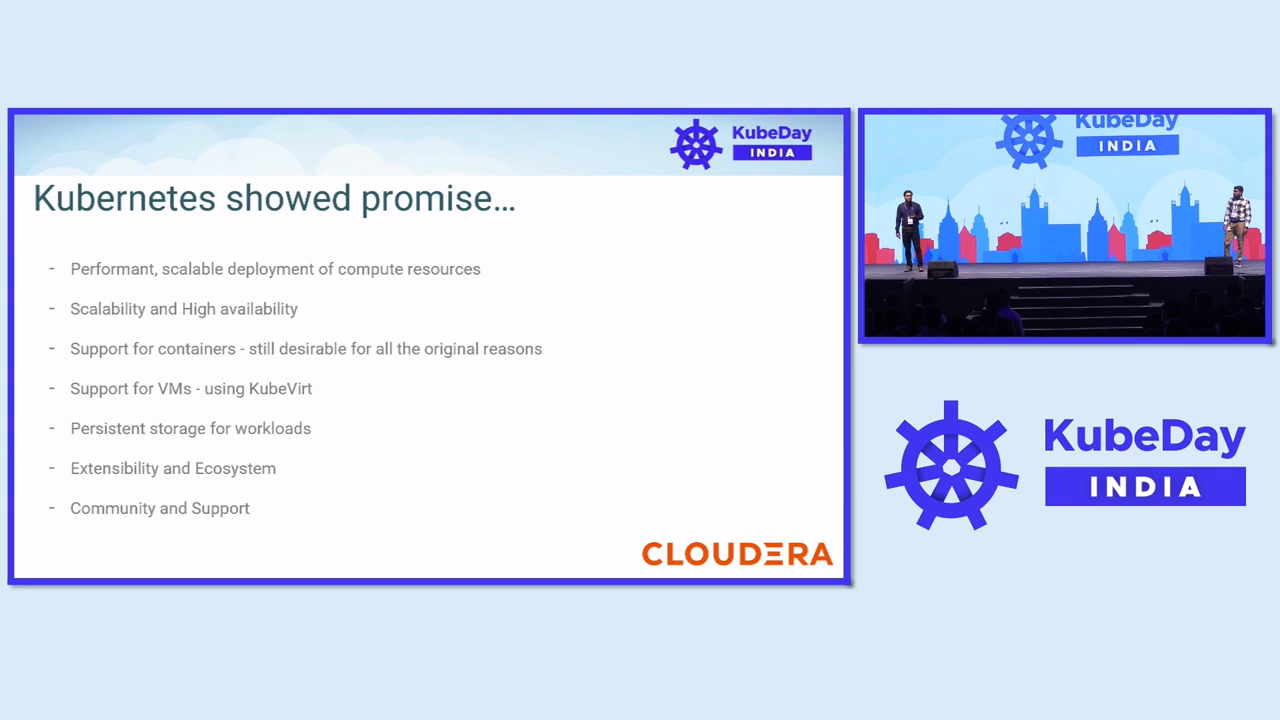 KubeDay
INDIA
Kubernetes showed promise...
- Performant, scalable deployment of compute resources
- Scalability and High availability
- Support for containers - still desirable for all the original reasons
- Support for VMs - using KubeVirt
- Persistent storage for workloads
- Extensibility and Ecosystem
- Community and Support
CLOUDERA
KubeDay
INDIA
KubeDay
INDIA